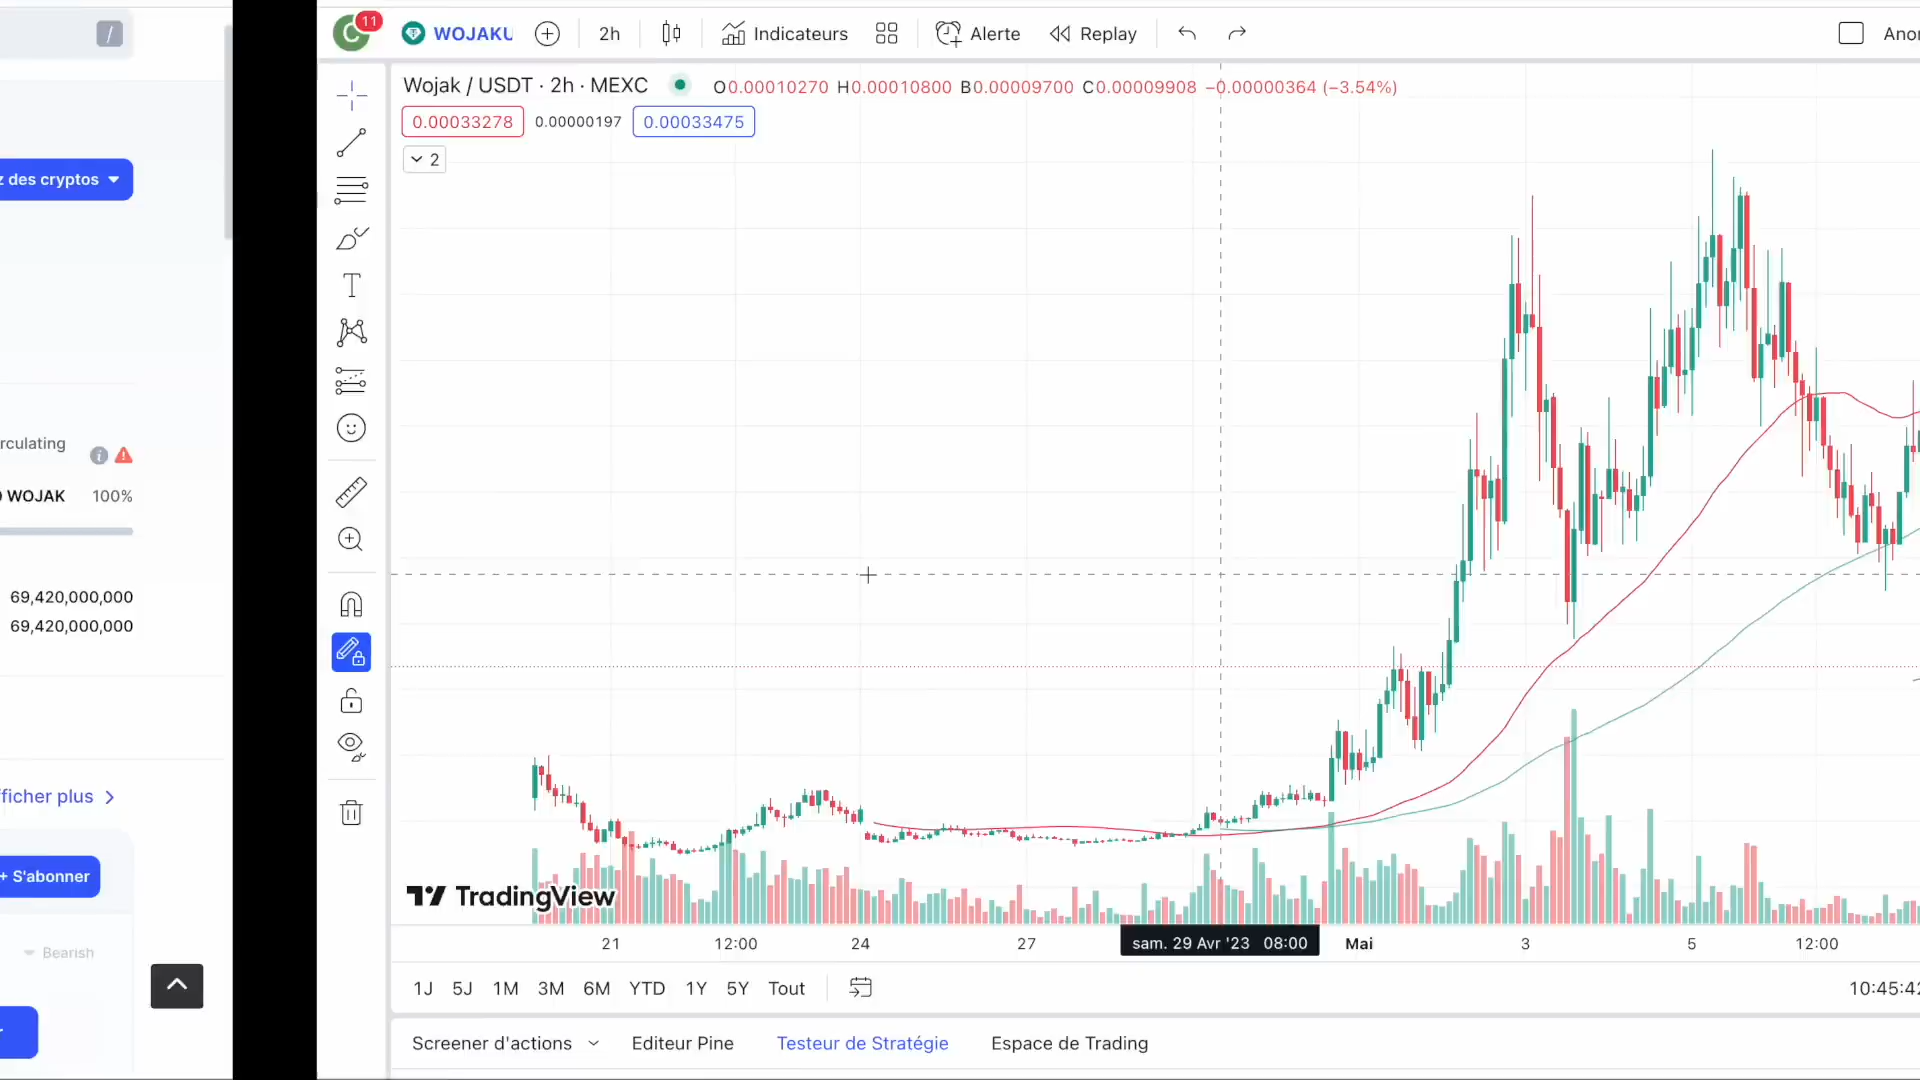 /
z des cryptos
rculating
WOJAK 100%
69,420,000,000
69,420,000,000
fficher plus
+ S'abonner
Bearish
C 11
WOJAKU
2h
Indicateurs
Alerte
Replay
Anor
Wojak / USDT · 2h · MEXC
O0.00010270 H0.00010800 B0.00009700 C0.00009908 −0.00000364 (−3.54%)
0.00033278 0.00000197 0.00033475
2
TradingView
21 12:00 24 27 sam. 29 Avr '23 08:00 Mai 3 5 12:00
1J 5J 1M 3M 6M YTD 1Y 5Y Tout
10:45:42
Screener d'actions Editeur Pine Testeur de Stratégie Espace de Trading